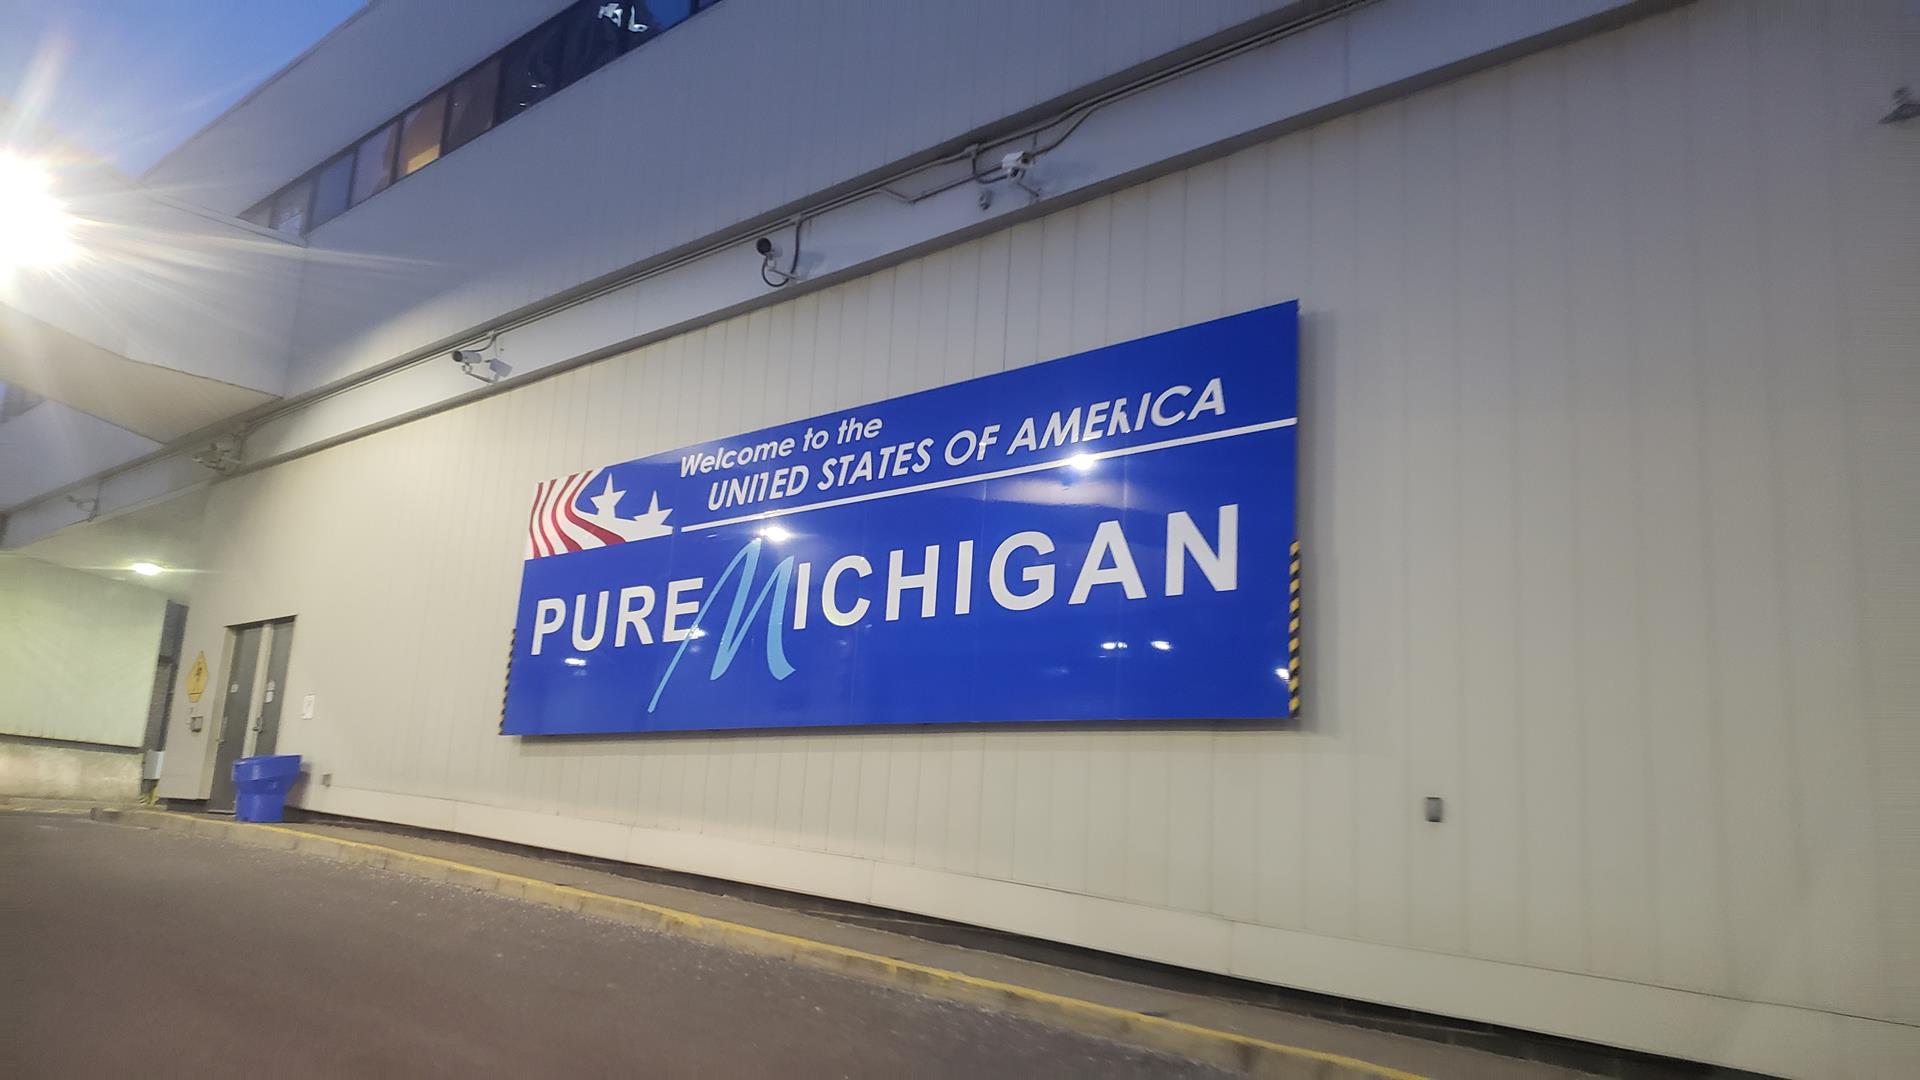 Welcome to the
UNITED STATES OF AMERICA
PURE MICHIGAN